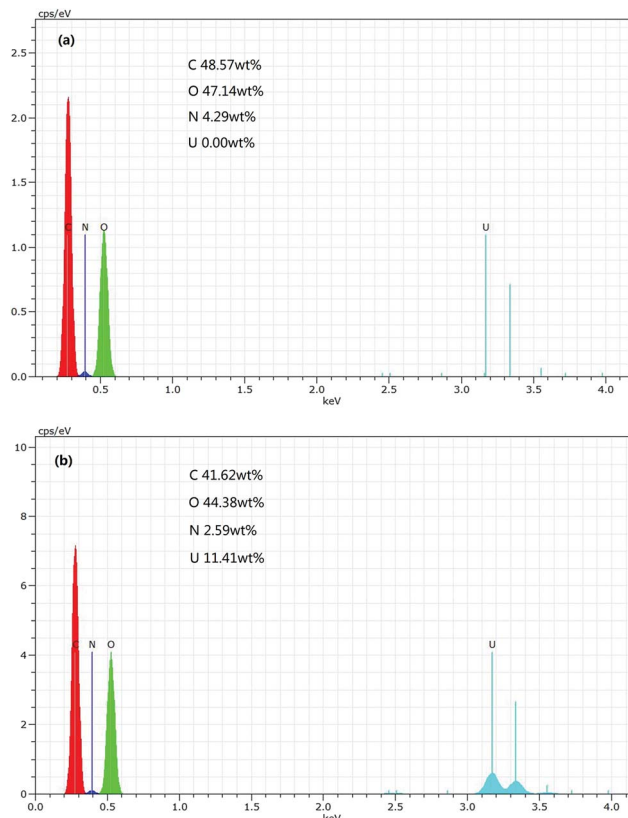 cps/eV
(a)
C 48.57wt%
O 47.14wt%
N 4.29wt%
U 0.00wt%
2.5
2.0
1.5
1.0
0.5
0.0
C N O
U
0.5 1.0 1.5 2.0 2.5 3.0 3.5 4.0
keV
cps/eV
(b)
C 41.62wt%
O 44.38wt%
N 2.59wt%
U 11.41wt%
10
8
6
4
2
0
C N O
U
0.0 0.5 1.0 1.5 2.0 2.5 3.0 3.5 4.0
keV